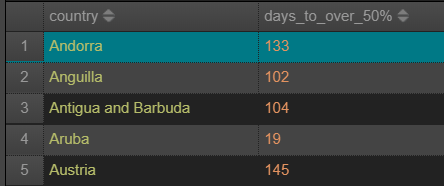 country days_to_over_50%
1 Andorra 133
2 Anguilla 102
3 Antigua and Barbuda 104
4 Aruba 19
5 Austria 145